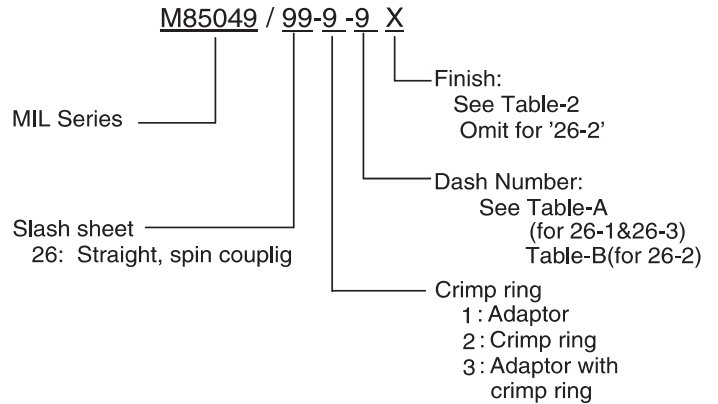 M85049 / 99-9 -9 X
Finish:
See Table-2
Omit for '26-2'
MIL Series
Dash Number:
See Table-A
(for 26-1&26-3)
Table-B(for 26-2)
Slash sheet
26: Straight, spin couplig
Crimp ring
1 : Adaptor
2 : Crimp ring
3 : Adaptor with
crimp ring